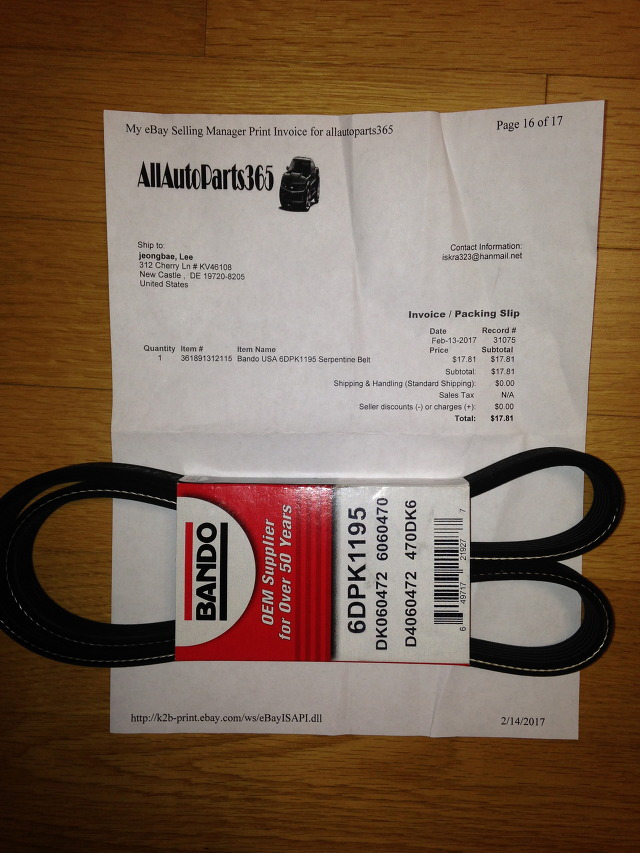 My eBay Selling Manager Print Invoice for allautoparts365
Page 16 of 17
AllAutoParts365
Ship to:
jeongbae, Lee
312 Cherry Ln # KV46108
New Castle , DE 19720-8205
United States
Contact Information:
iskra323@hanmail.net
Invoice / Packing Slip
Date Record #
Feb-13-2017 31075
Quantity Item # Item Name Price Subtotal
1 361891312115 Bando USA 6DPK1195 Serpentine Belt $17.81 $17.81
Subtotal: $17.81
Shipping & Handling (Standard Shipping): $0.00
Sales Tax N/A
Seller discounts (-) or charges (+): $0.00
Total: $17.81
BANDO
OEM Supplier
for Over 50 Years
6DPK1195
DK060472 6060470
D4060472 470DK6
6 49717 21927 7
http://k2b-print.ebay.com/ws/eBayISAPI.dll
2/14/2017